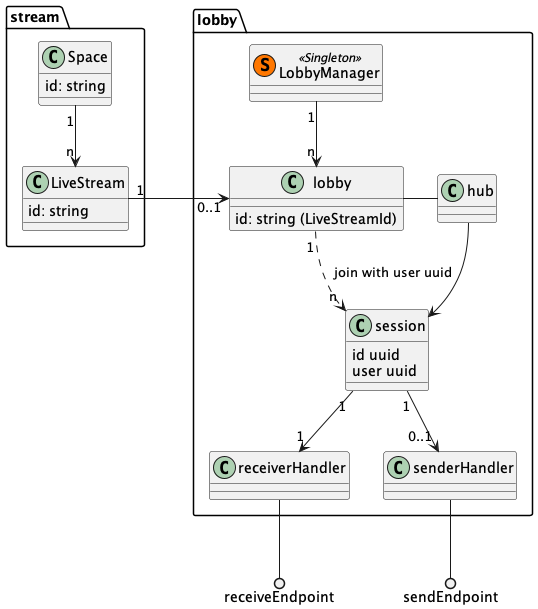 stream
lobby
C Space
id: string
S «Singleton»
LobbyManager
1
n
1
n
C LiveStream
id: string
1
0..1
C lobby
id: string (LiveStreamId)
C hub
1
n
join with user uuid
C session
id uuid
user uuid
1
1
1
0..1
C receiverHandler
C senderHandler
receiveEndpoint
sendEndpoint